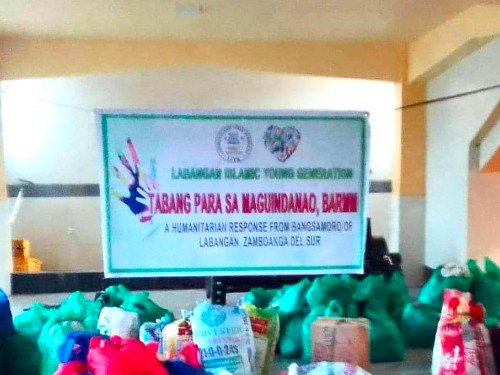 LABANGAN ISLAMIC YOUNG GENERATION
TABANG PARA SA MAGUINDANAO, BARMM
A HUMANITARIAN RESPONSE FROM BANGSAMORO OF
LABANGAN, ZAMBOANGA DEL SUR